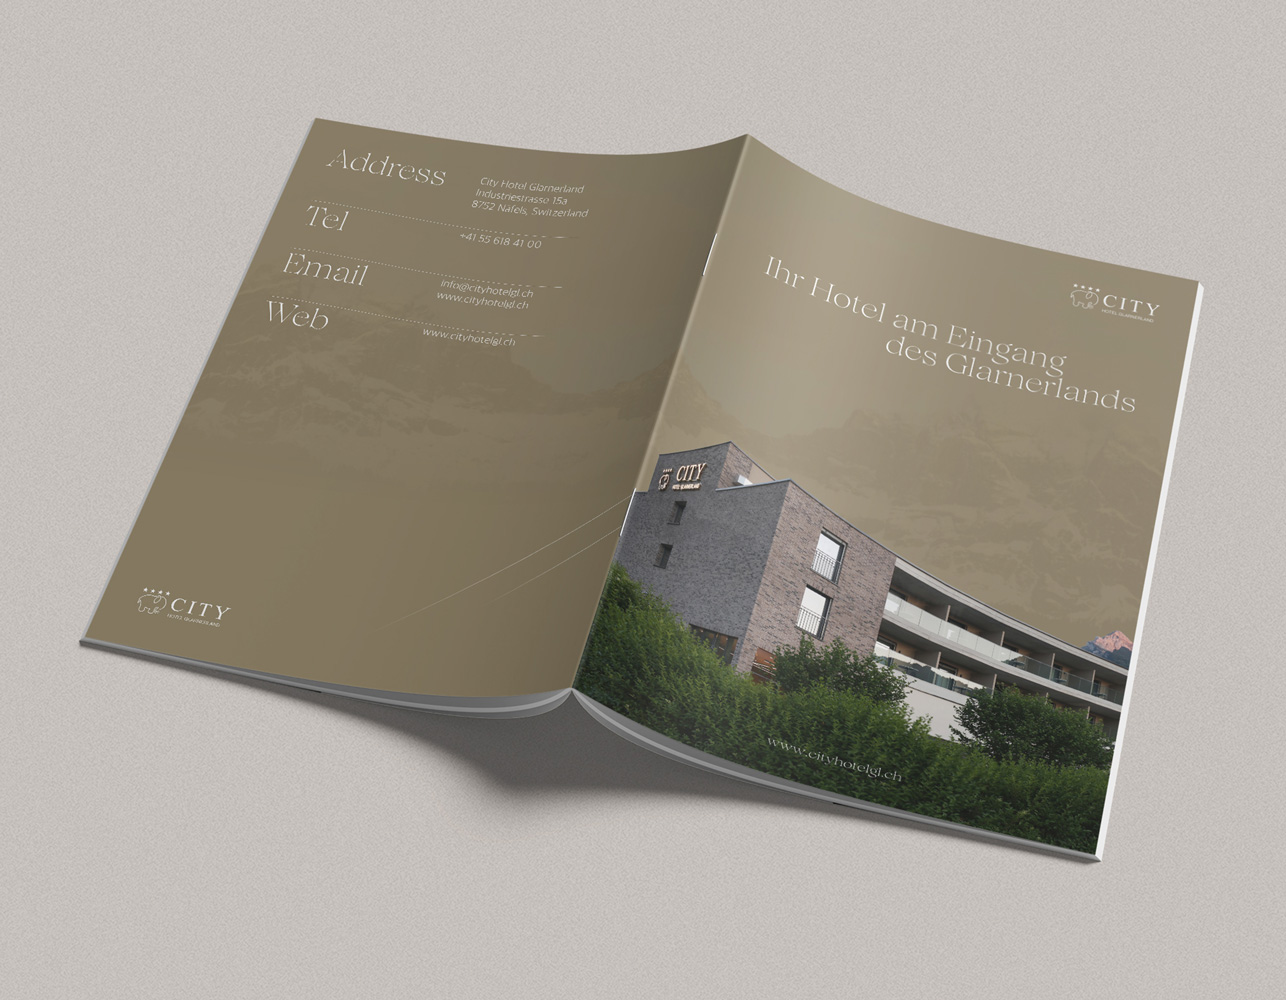 Address
City Hotel Glarnerland
Industriestrasse 15a
8752 Näfels, Switzerland
Tel
+41 55 618 41 00
Email
info@cityhotelgl.ch
www.cityhotelgl.ch
Web
www.cityhotelgl.ch
CITY
HOTEL GLARNERLAND
Ihr Hotel am Eingang
des Glarnerlands
CITY
HOTEL GLARNERLAND
CITY
HOTEL GLARNERLAND
www.cityhotelgl.ch